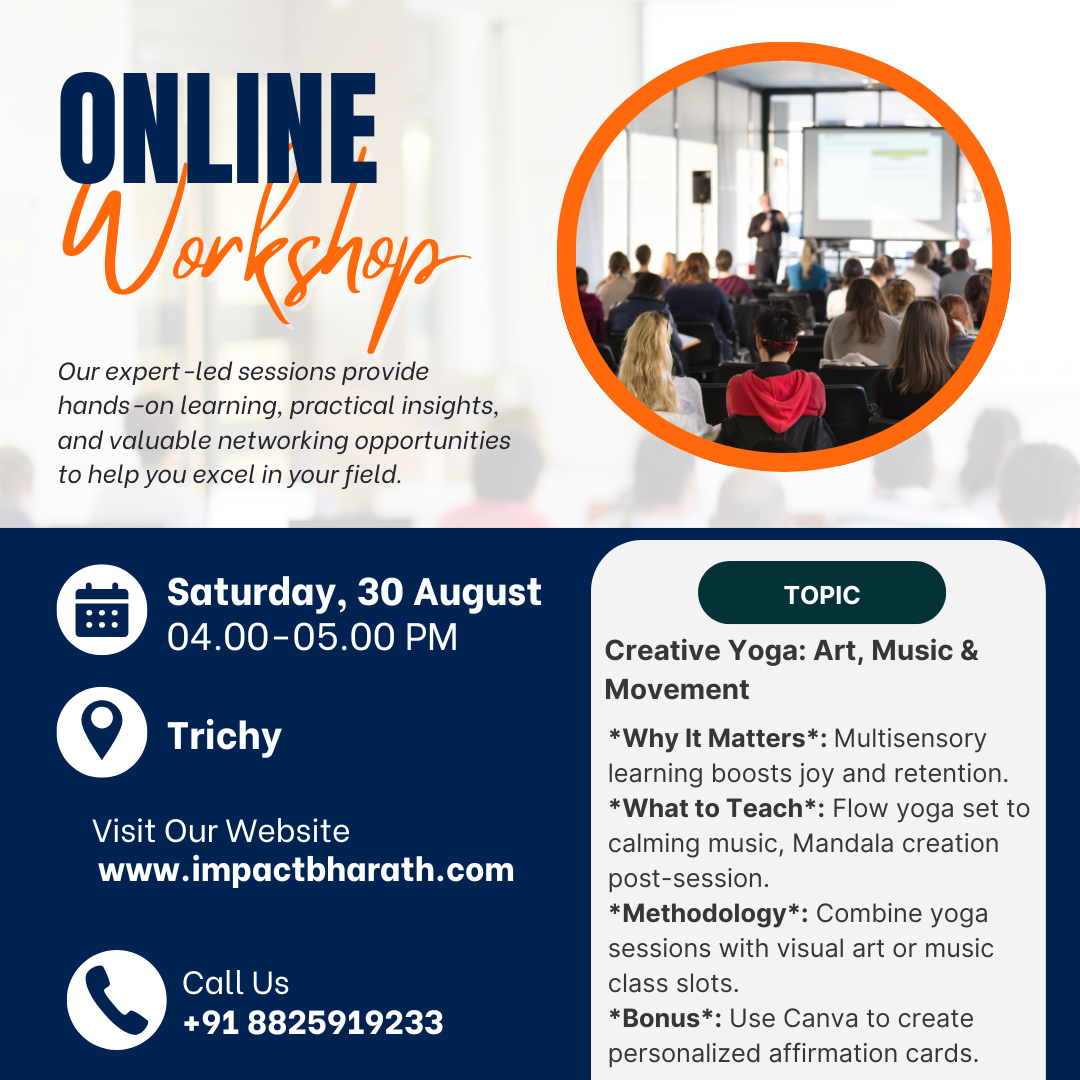 ONLINE
Workshop
Our expert-led sessions provide
hands-on learning, practical insights,
and valuable networking opportunities
to help you excel in your field.
Saturday, 30 August
04.00-05.00 PM
Trichy
Visit Our Website
www.impactbharath.com
Call Us
+91 8825919233
TOPIC
Creative Yoga: Art, Music &
Movement
*Why It Matters*: Multisensory
learning boosts joy and retention.
*What to Teach*: Flow yoga set to
calming music, Mandala creation
post-session.
*Methodology*: Combine yoga
sessions with visual art or music
class slots.
*Bonus*: Use Canva to create
personalized affirmation cards.